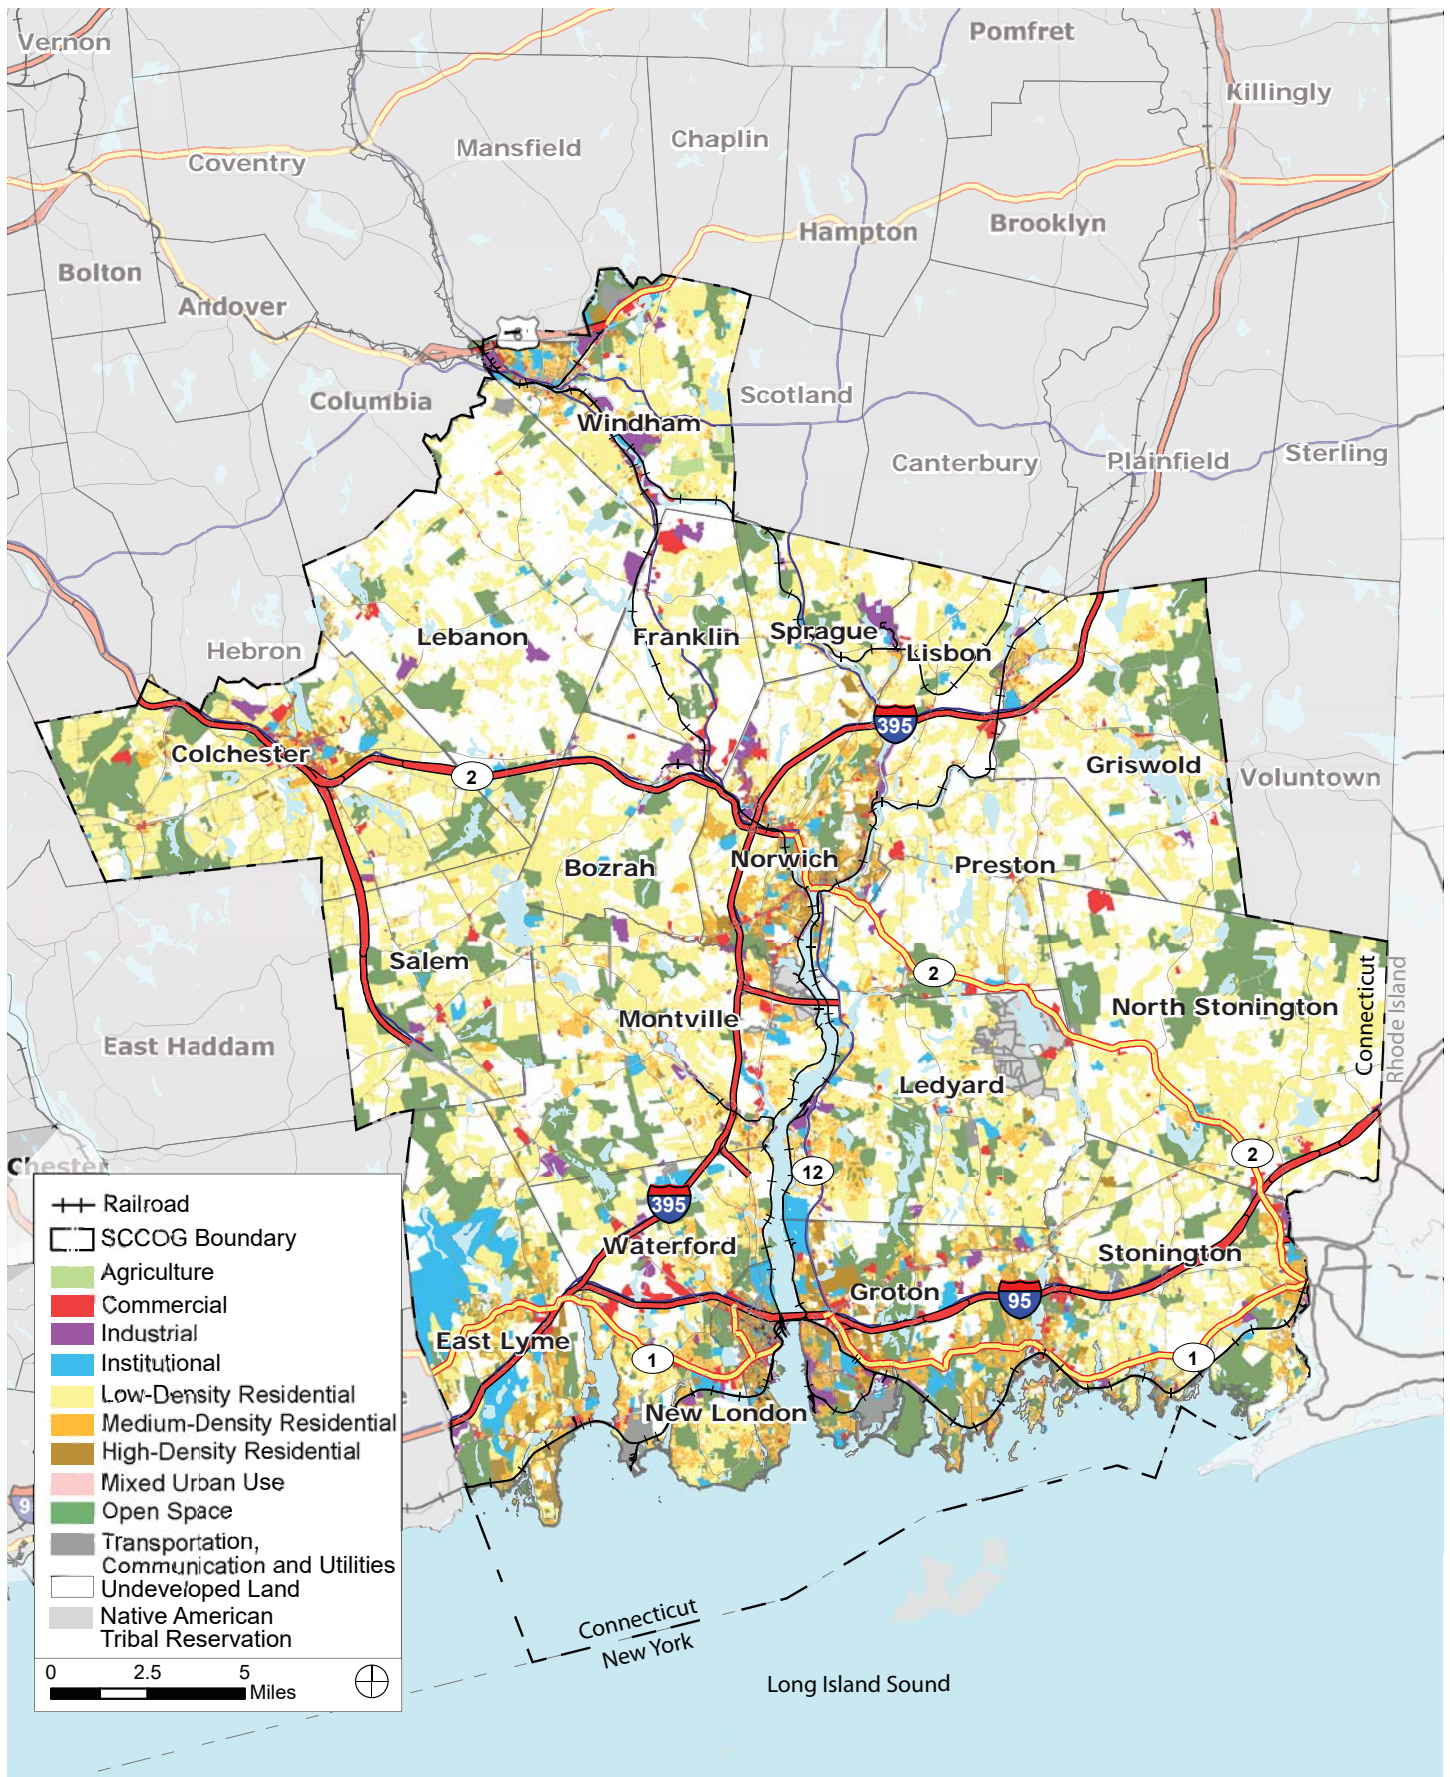 Vernon
Pomfret
Killingly
Chaplin
Mansfield
Coventry
Hampton
Brooklyn
Bolton
Andover
6
Scotland
Columbia
Windham
Canterbury
Plainfield
Sterling
Lebanon
Franklin
Sprague
Lisbon
Hebron
395
Colchester
2
Griswold
Voluntown
Bozrah
Norwich
Preston
Salem
2
North Stonington
Connecticut
Rhode Island
Montville
East Haddam
Ledyard
2
Chester
12
395
Waterford
Stonington
Groton
95
East Lyme
1
1
New London
e
9
Railroad
SCCOG Boundary
Agriculture
Commercial
Industrial
Institutional
Low-Density Residential
Medium-Density Residential
High-Density Residential
Mixed Urban Use
Open Space
Transportation,
Communication and Utilities
Undeveloped Land
Native American
Tribal Reservation
0 2.5 5
Miles
Connecticut
New York
Long Island Sound